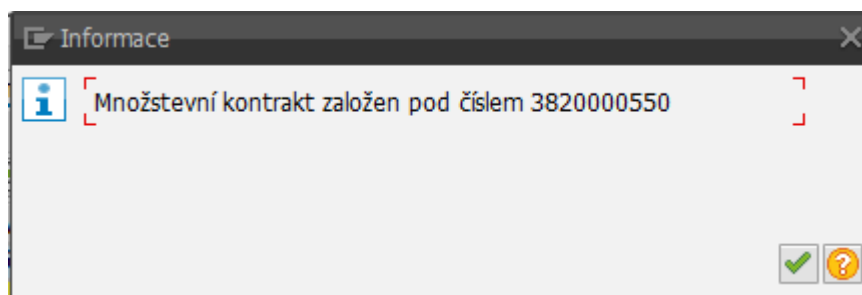 Informace
Množstevní kontrakt založen pod číslem 3820000550